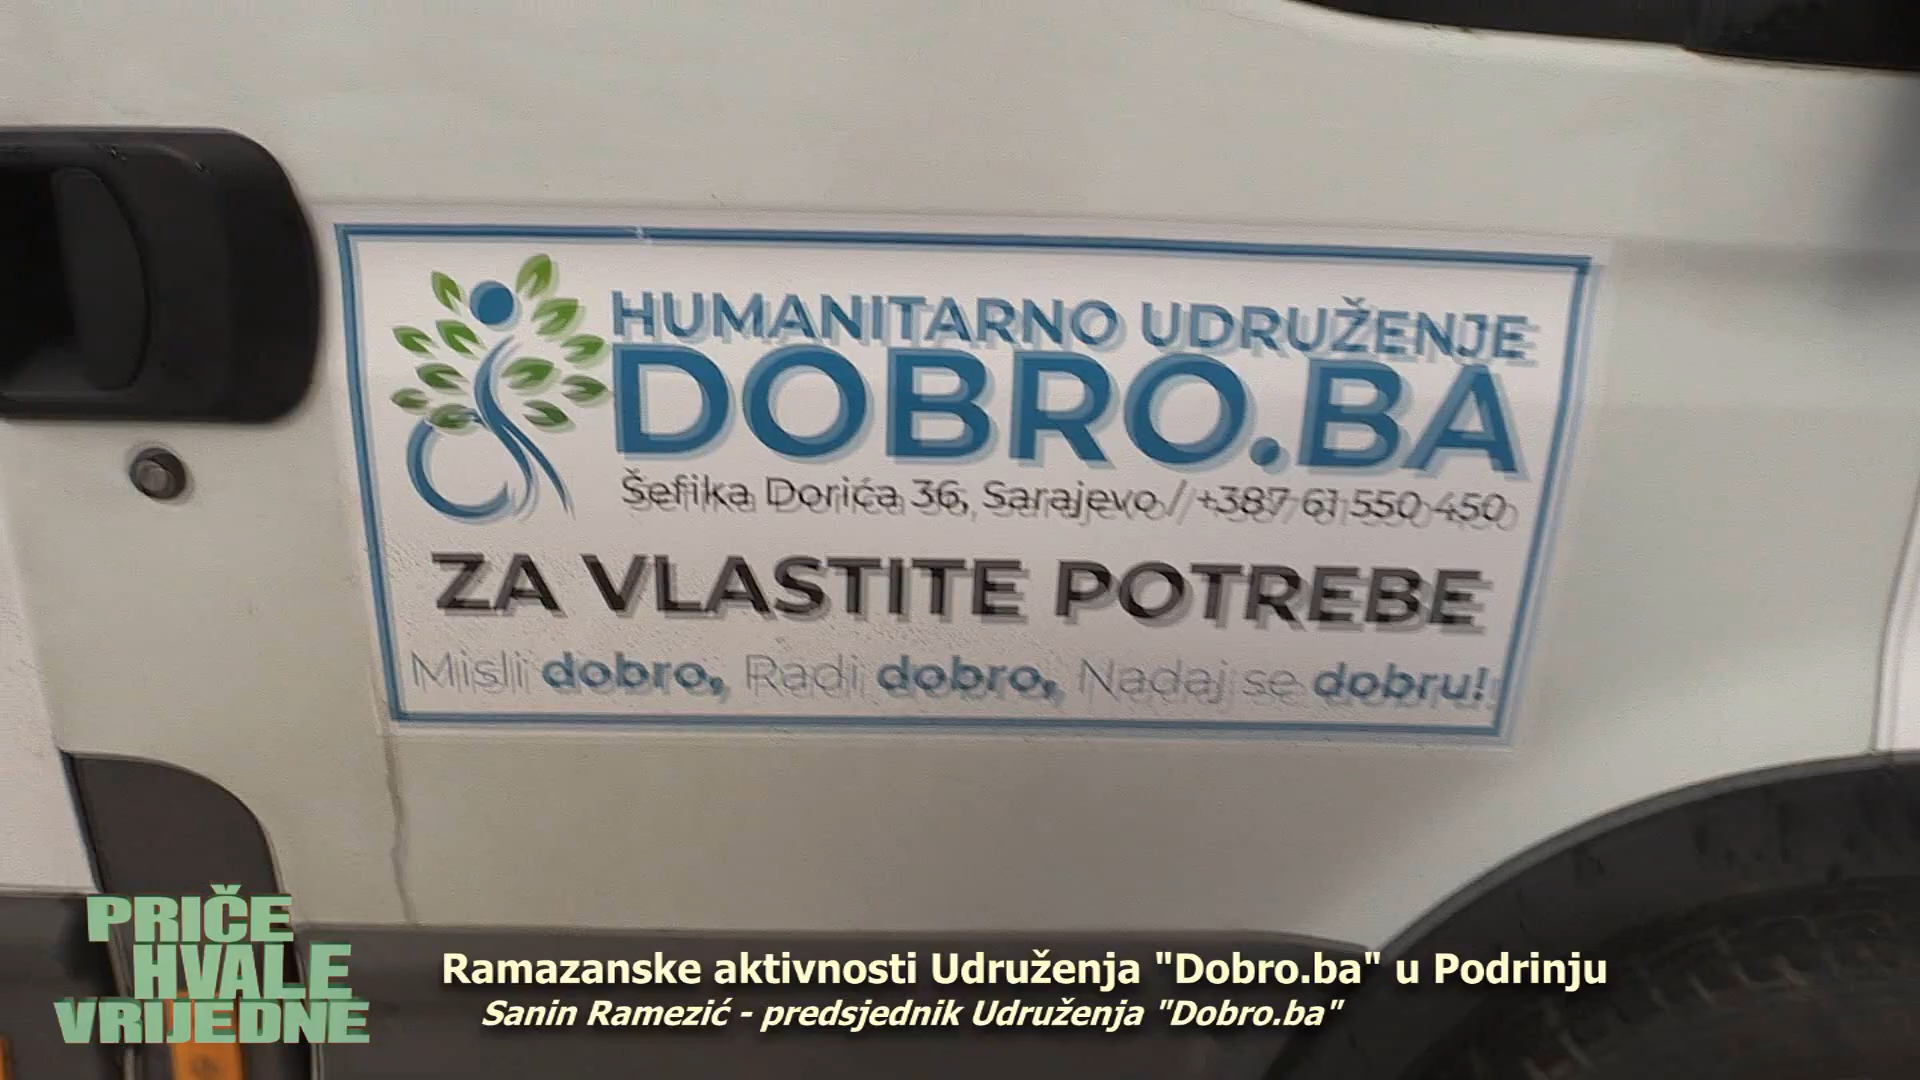 HUMANITARNO UDRUŽENJE
DOBRO.BA
Šefika Dorića 36, Sarajevo / +387 61 550 450
ZA VLASTITE POTREBE
Misli dobro, Radi dobro, Nadaj se dobru!
PRIČE
HVALE
VRIJEDNE
Ramazanske aktivnosti Udruženja "Dobro.ba" u Podrinju
Sanin Ramezić - predsjednik Udruženja "Dobro.ba"